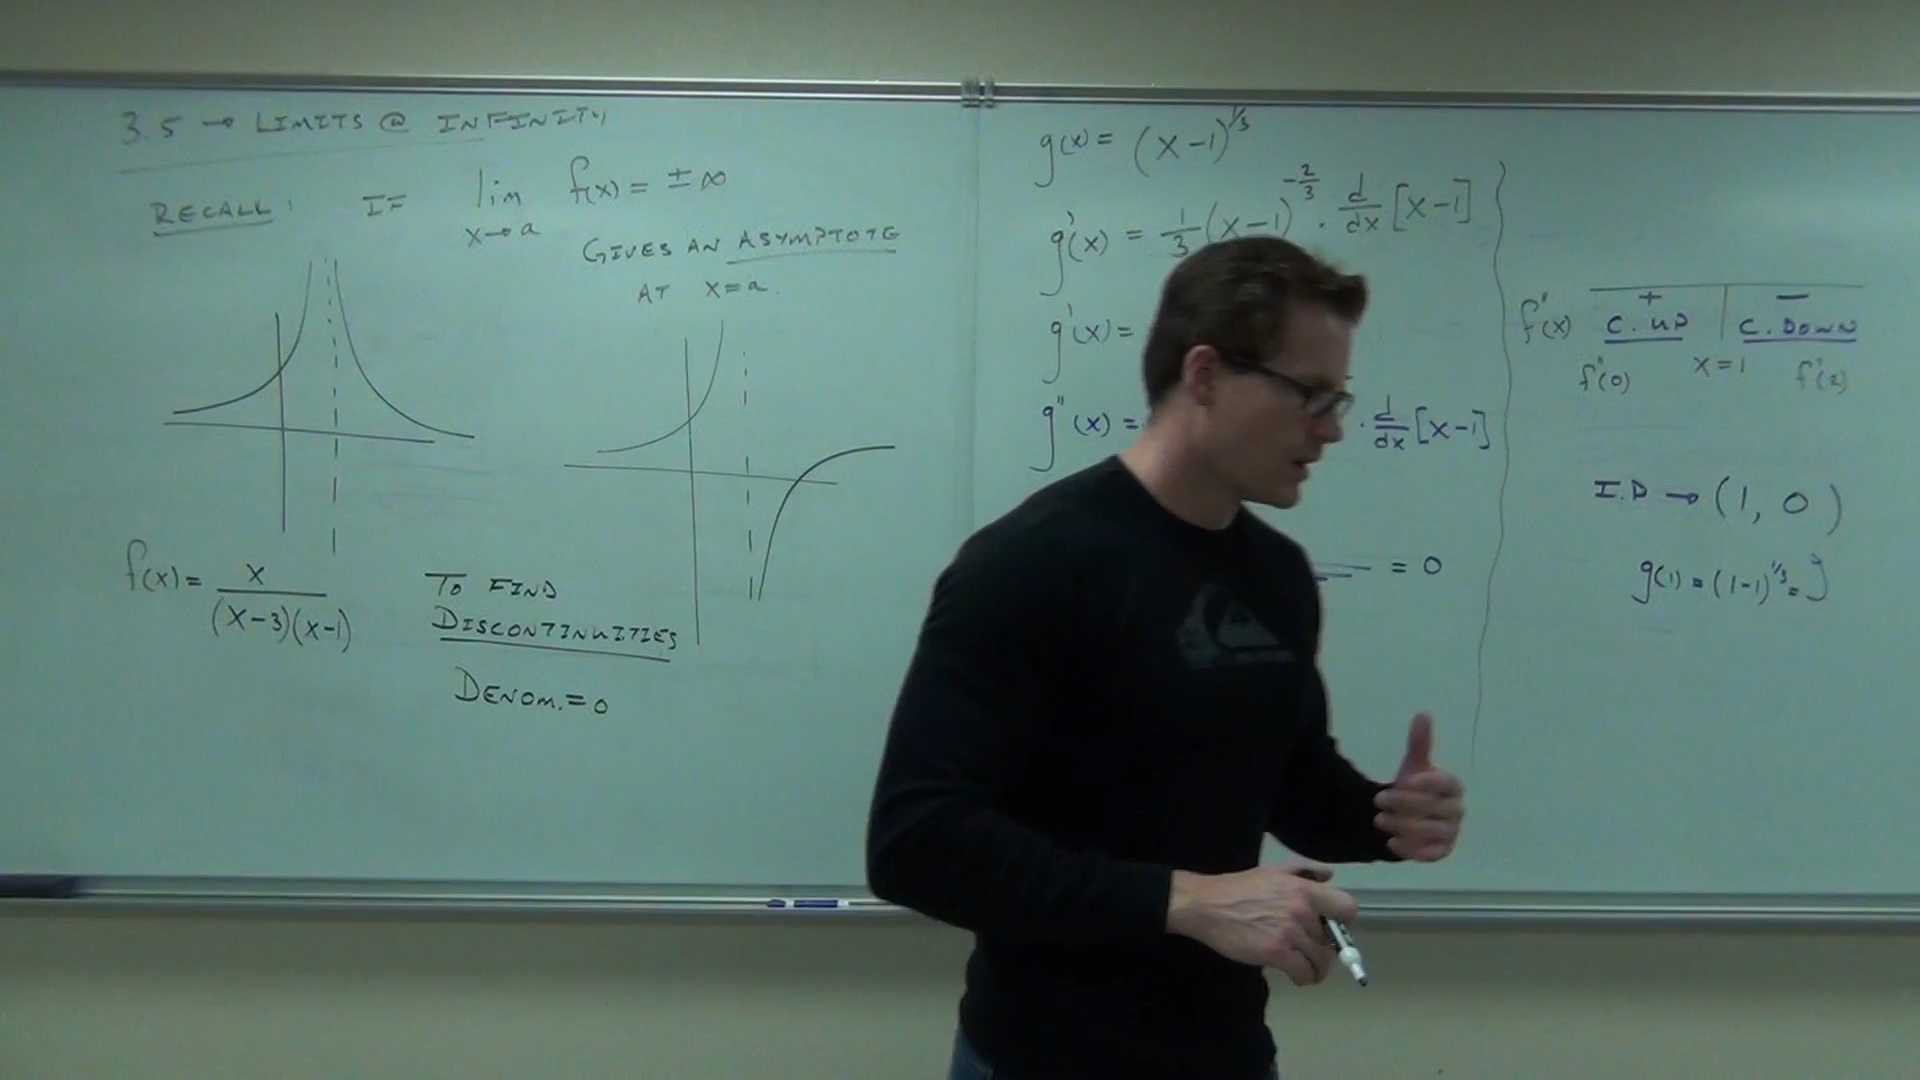 3.5 → LIMITS @ INFINITY
RECALL: IF lim f(x) = ± ∞
x→a
GIVES AN ASYMPTOTE
AT x=a.
f(x) = x
(x-3)(x-1)
TO FIND
DISCONTINUITIES
DENOM. = 0
g(x) = (x-1)^1/3
g'(x) = 1/3 (x-1)^-2/3 · d/dx [x-1]
g'(x) =
g''(x) = · d/dx [x-1]
= 0
+ −
f''(x) C. UP C. DOWN
f''(0) x=1 f''(2)
I.P → (1, 0)
g(1) = (1-1)^1/3 =